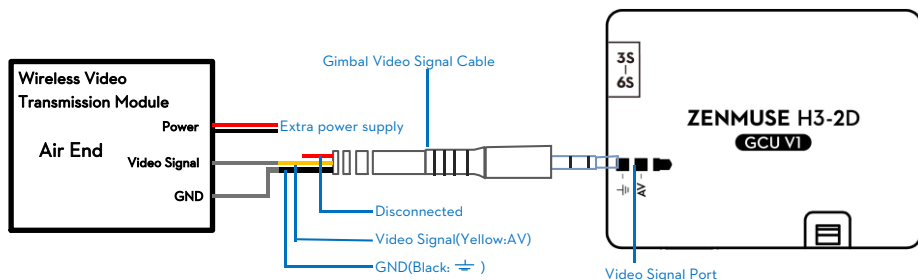 Wireless Video
Transmission Module
Power
Air End
Video Signal
GND
Extra power supply
Gimbal Video Signal Cable
Disconnected
Video Signal(Yellow:AV)
GND(Black: ⏚ )
3S
–
6S
ZENMUSE H3-2D
GCU V1
⏚
AV
Video Signal Port